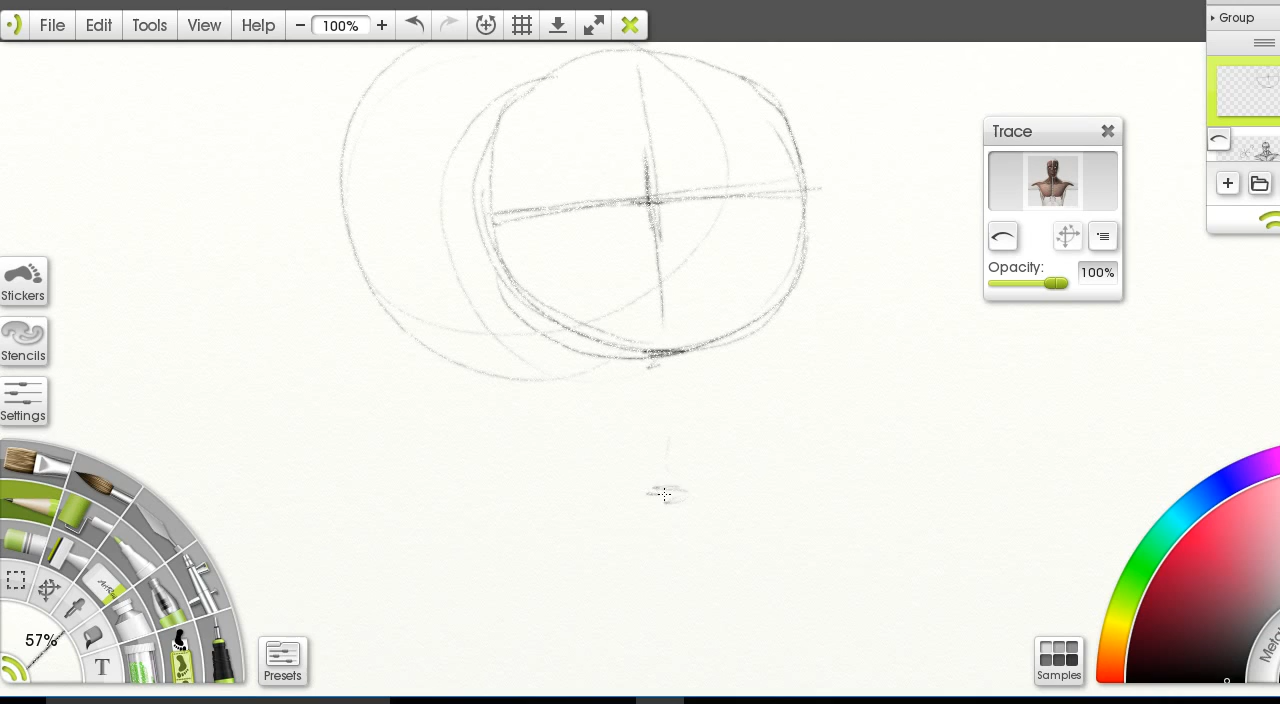 File Edit Tools View Help 100%
Group
Trace
Opacity: 100%
Stickers
Stencils
Settings
57%
T
Presets
Samples